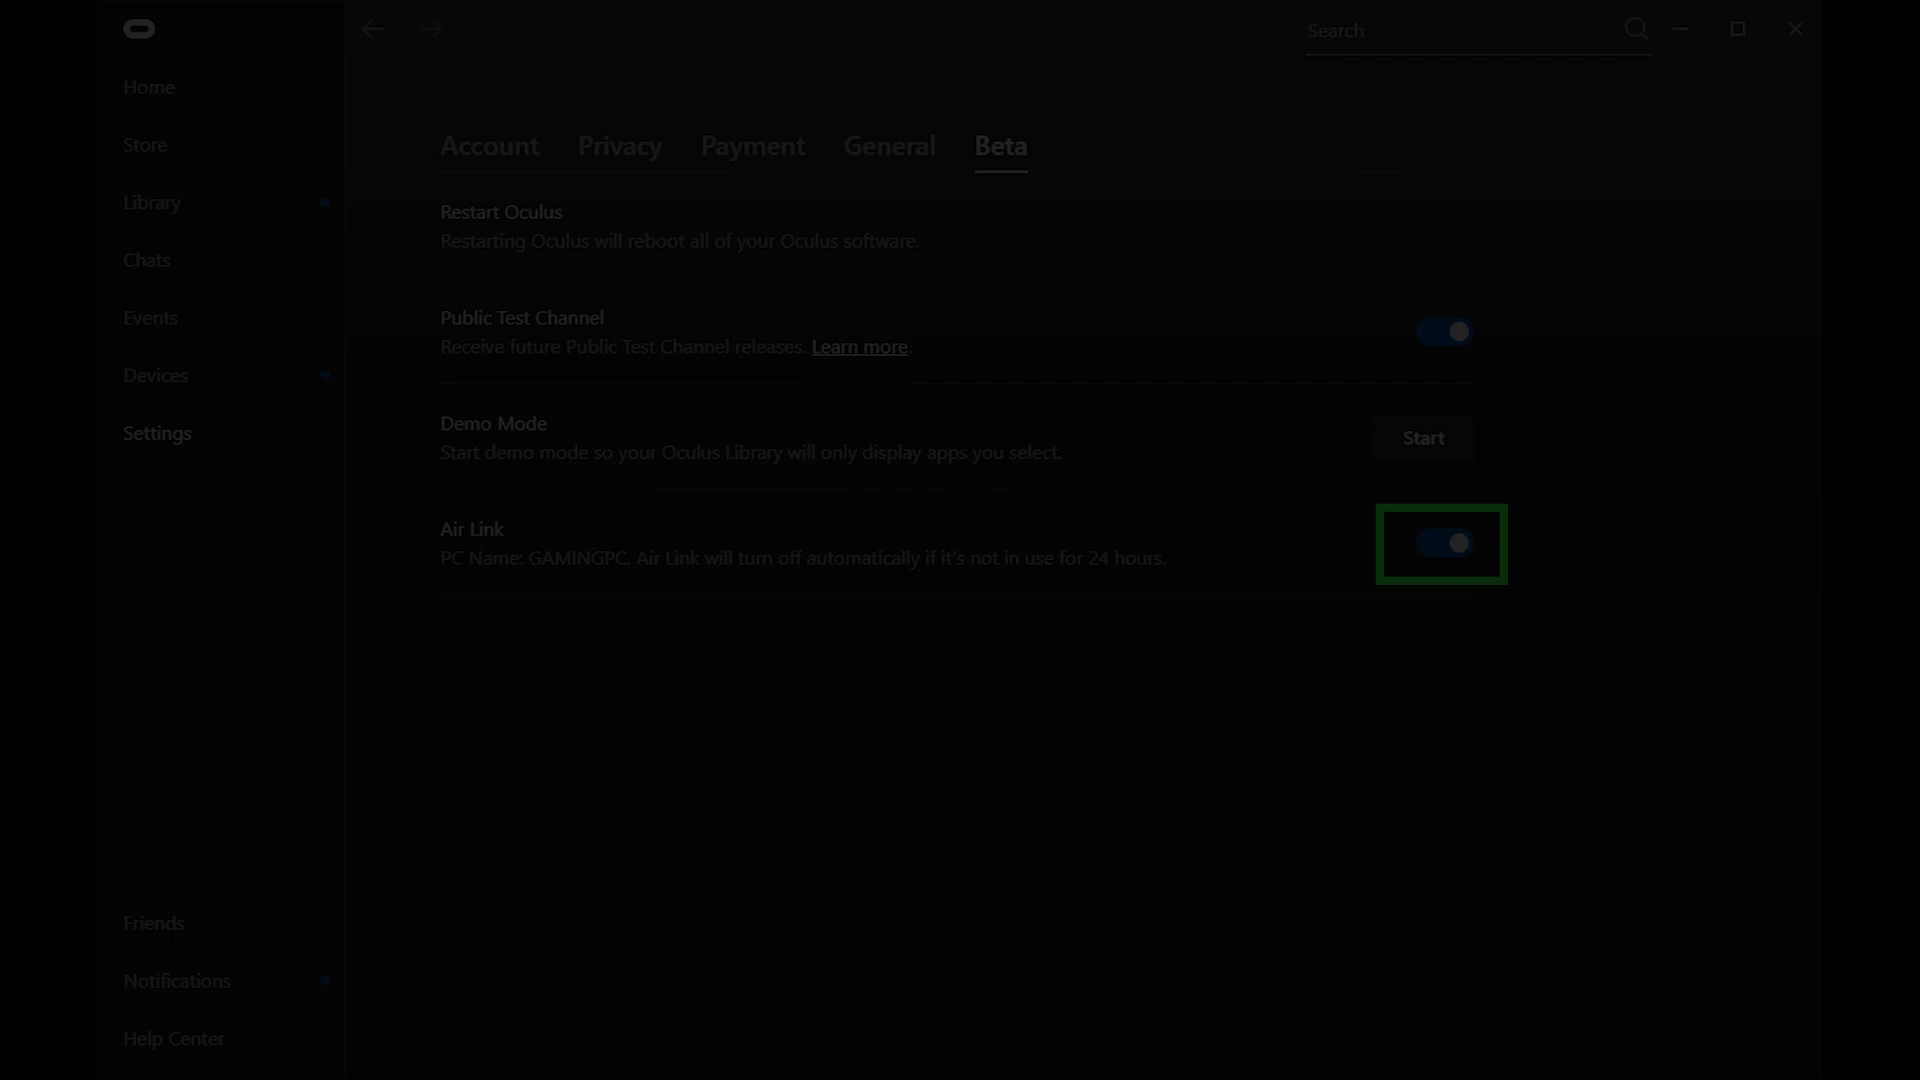 Search
Home
Store
Library
Chats
Events
Devices
Settings
Account Privacy Payment General Beta
Restart Oculus
Restarting Oculus will reboot all of your Oculus software.
Public Test Channel
Receive future Public Test Channel releases. Learn more.
Demo Mode
Start demo mode so your Oculus Library will only display apps you select.
Start
Air Link
PC Name: GAMINGPC. Air Link will turn off automatically if it's not in use for 24 hours.
Friends
Notifications
Help Center